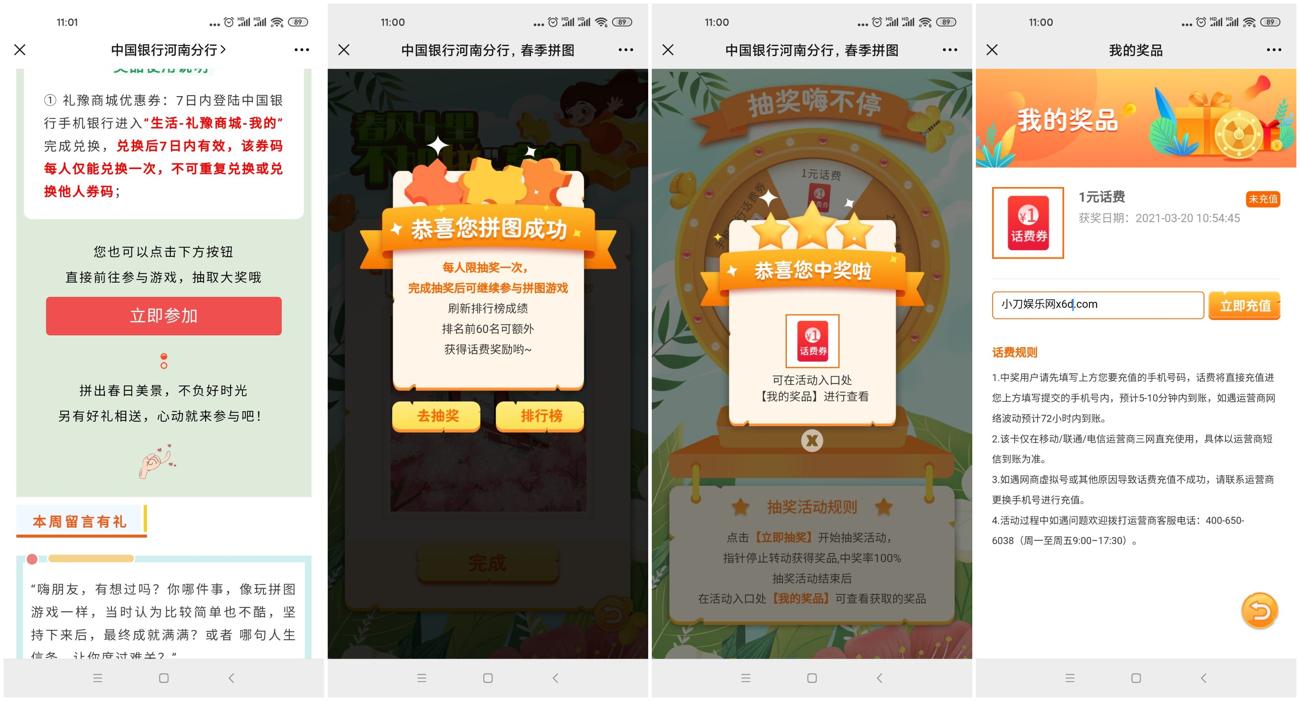 11:01
HD
HD
89
中国银行河南分行
① 礼豫商城优惠券：7日内登陆中国银
行手机银行进入“生活-礼豫商城-我的”
完成兑换，兑换后7日内有效，该券码
每人仅能兑换一次，不可重复兑换或兑
换他人券码；
您也可以点击下方按钮
直接前往参与游戏，抽取大奖哦
立即参加
拼出春日美景，不负好时光
另有好礼相送，心动就来参与吧！
本周留言有礼
“嗨朋友，有想过吗？你哪件事，像玩拼图
游戏一样，当时认为比较简单也不酷，坚
持下来后，最终成就满满？或者 哪句人生
信条，让你度过难关？”
11:00
HD
HD
89
中国银行河南分行，春季拼图
春风十里
恭喜您拼图成功
每人限抽奖一次，
完成抽奖后可继续参与拼图游戏
刷新排行榜成绩
排名前60名可额外
获得话费奖励哟~
去抽奖
排行榜
完成
11:00
HD
HD
89
中国银行河南分行，春季拼图
抽奖嗨不停
1元话费
恭喜您中奖啦
¥1
话费券
可在活动入口处
【我的奖品】进行查看
X
抽奖活动规则
点击【立即抽奖】开始抽奖活动，
指针停止转动获得奖品,中奖率100%
抽奖活动结束后
在活动入口处【我的奖品】可查看获取的奖品
11:00
HD
HD
89
我的奖品
我的奖品
¥1
话费券
1元话费
未充值
获奖日期：2021-03-20 10:54:45
小刀娱乐网x6d.com
立即充值
话费规则
1.中奖用户请先填写上方您要充值的手机号码，话费将直接充值进
您上方填写提交的手机号内，预计5-10分钟内到账，如遇运营商网
络波动预计72小时内到账。
2.该卡仅在移动/联通/电信运营商三网直充使用，具体以运营商短
信到账为准。
3.如遇网商虚拟号或其他原因导致话费充值不成功，请联系运营商
更换手机号进行充值。
4.活动过程中如遇问题欢迎拨打运营商客服电话：400-650-
6038（周一至周五9:00–17:30）。